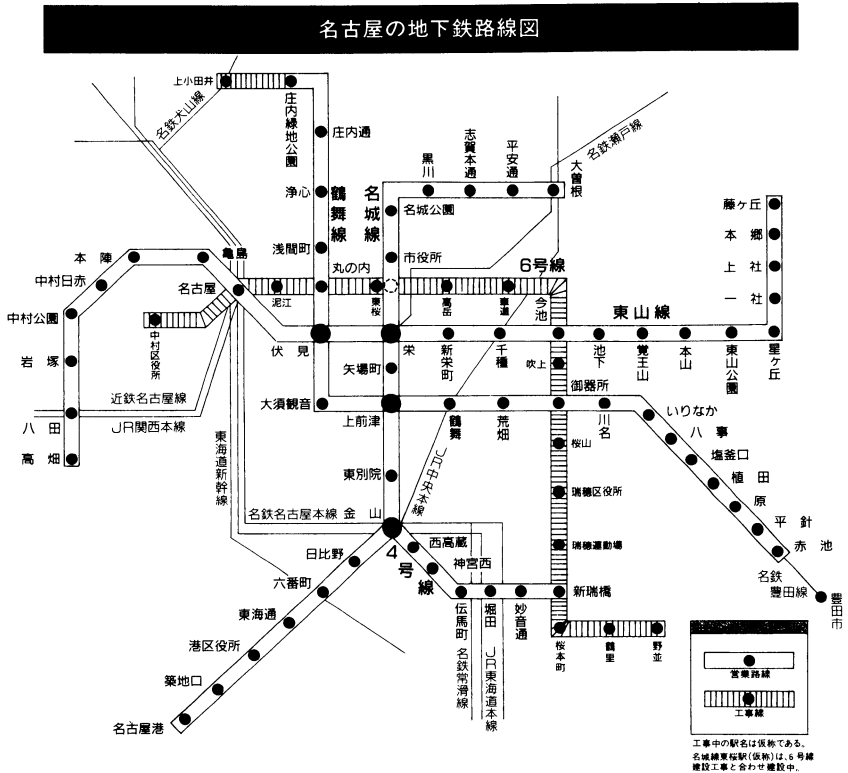 名古屋の地下鉄路線図
上小田井
名鉄犬山線
庄内緑地公園
庄内通
浄心
鶴舞線
浅間町
丸の内
名城線
黒川
志賀本通
平安通
大曽根
名鉄瀬戸線
名城公園
市役所
6号線
藤ヶ丘
本郷
上社
一社
星ヶ丘
東山線
本陣
亀島
中村日赤
名古屋
中村公園
中村区役所
岩塚
八田
高畑
泥江
東桜
高岳
車道
今池
伏見
栄
新栄町
千種
池下
覚王山
本山
東山公園
吹上
矢場町
御器所
大須観音
上前津
鶴舞
荒畑
川名
いりなか
八事
塩釜口
植田
原
平針
赤池
名鉄
豊田線
豊田市
近鉄名古屋線
JR関西本線
東海道新幹線
東別院
JR中央本線
桜山
瑞穂区役所
瑞穂運動場
名鉄名古屋本線
金山
4号線
西高蔵
神宮西
伝馬町
堀田
妙音通
新瑞橋
名鉄常滑線
JR東海道本線
桜本町
鶴里
野並
日比野
六番町
東海通
港区役所
築地口
名古屋港
営業路線
工事線
工事中の駅名は仮称である。
名城線東桜駅(仮称)は、6号線
建設工事と合わせ建設中。